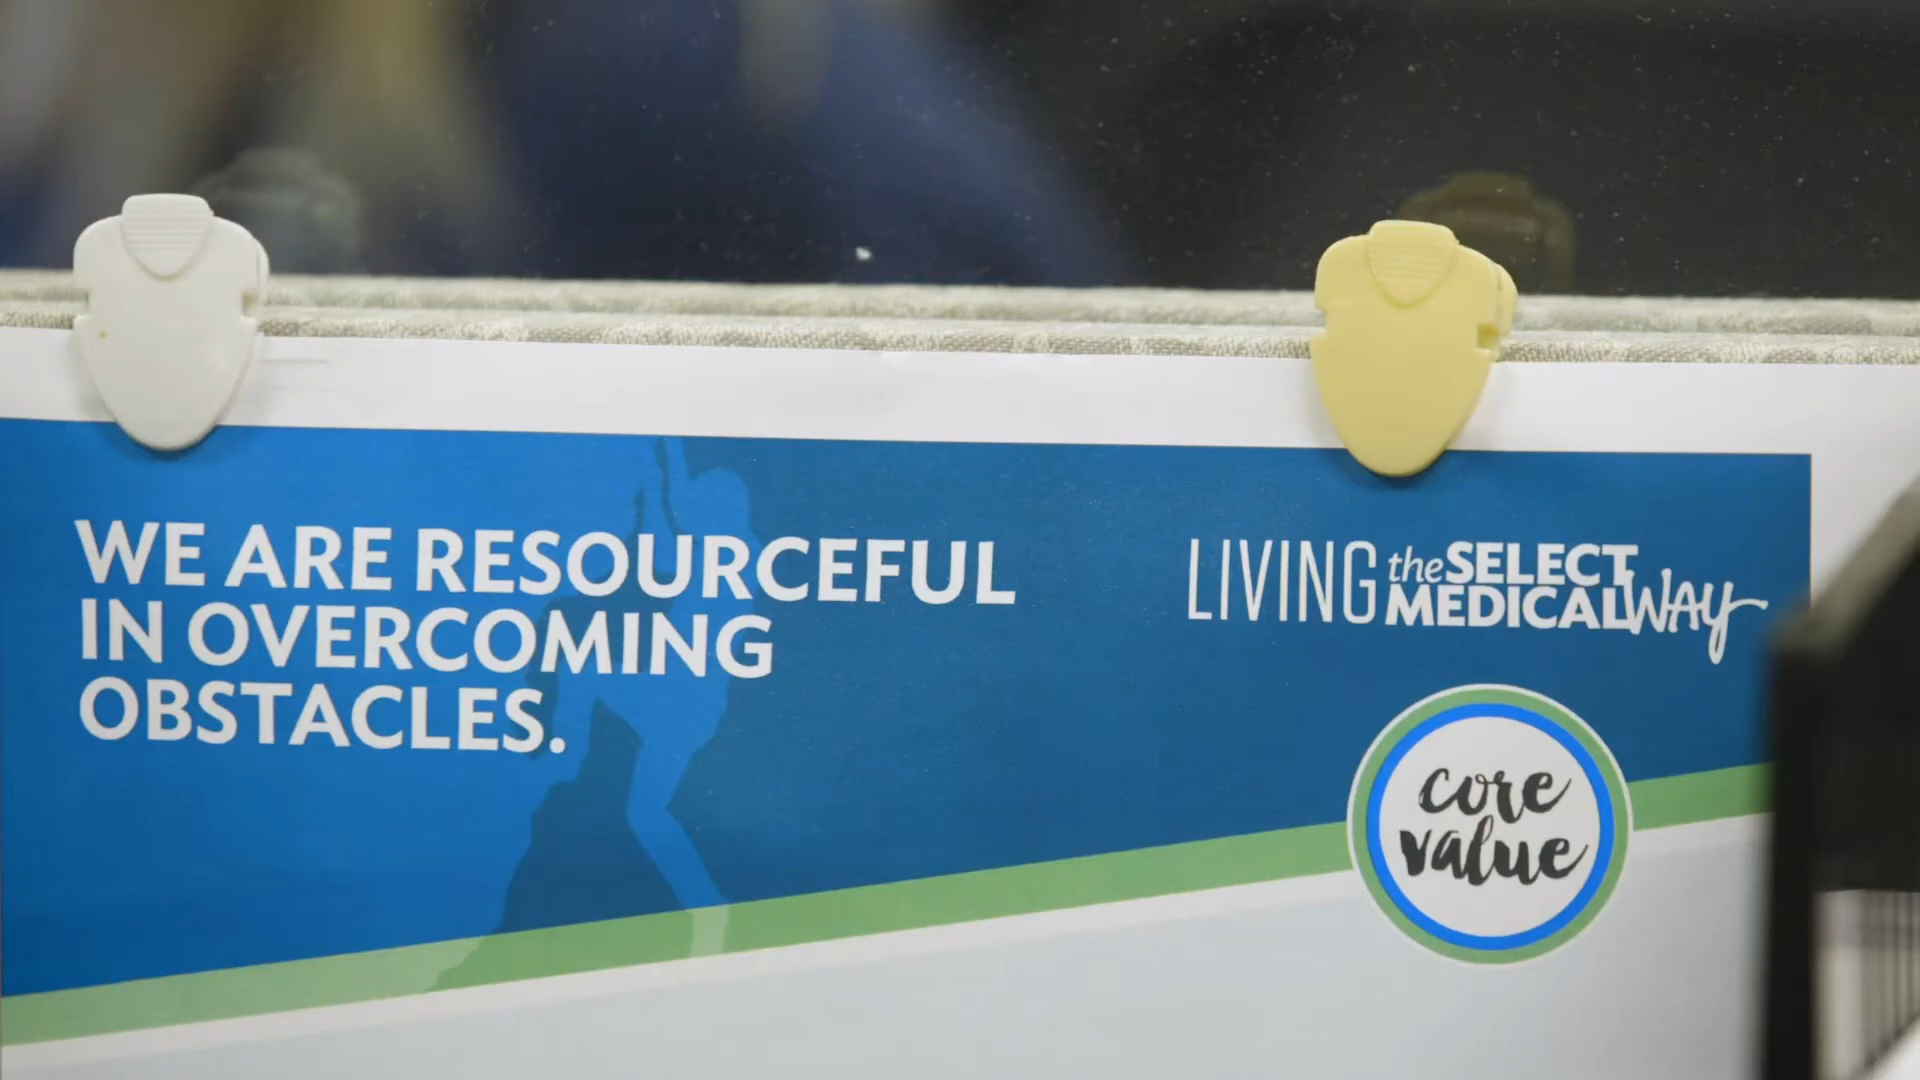 WE ARE RESOURCEFUL
IN OVERCOMING
OBSTACLES.
LIVING the SELECT MEDICAL WAY
core
value